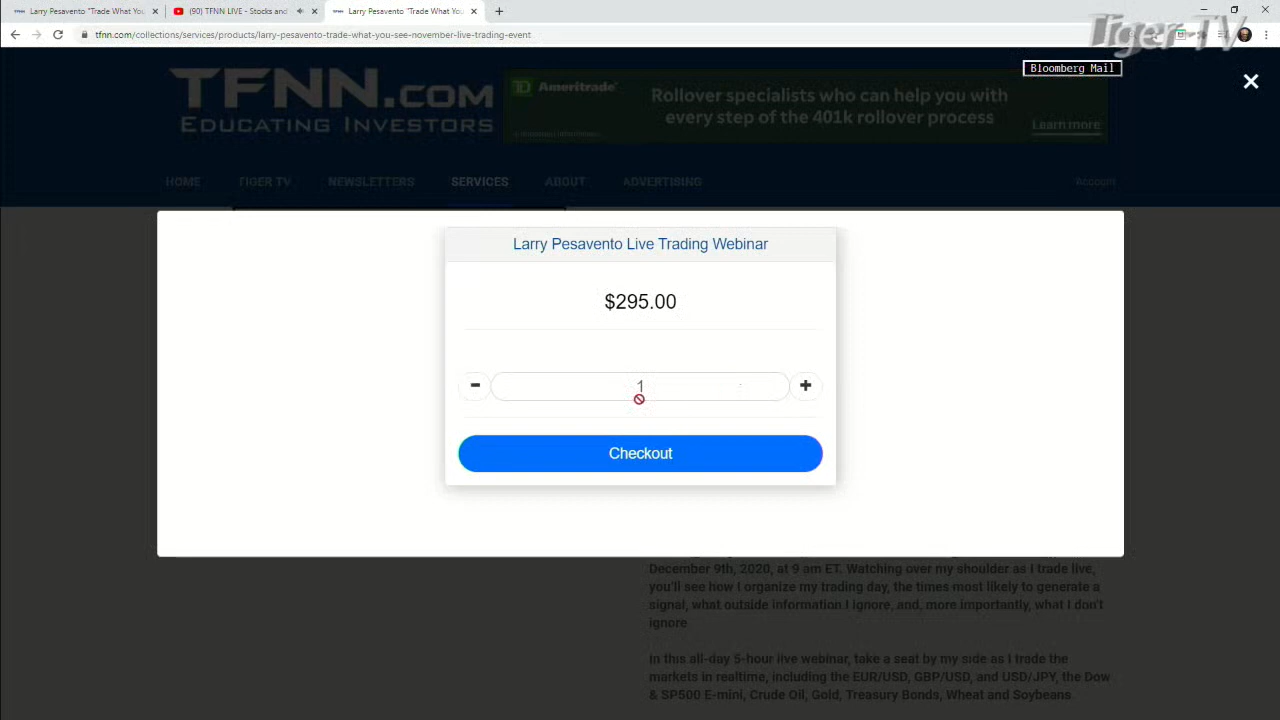 Larry Pesavento "Trade What You
(90) TFNN LIVE - Stocks and
Larry Pesavento "Trade What You
tfnn.com/collections/services/products/larry-pesavento-trade-what-you-see-november-live-trading-event
Tiger TV
Bloomberg Mail
TFNN.COM
EDUCATING INVESTORS
TD Ameritrade
Rollover specialists who can help you with
every step of the 401k rollover process
Learn more
HOME
TIGER TV
NEWSLETTERS
SERVICES
ABOUT
ADVERTISING
Account
Larry Pesavento Live Trading Webinar
$295.00
1
Checkout
December 9th, 2020, at 9 am ET. Watching over my shoulder as I trade live,
you'll see how I organize my trading day, the times most likely to generate a
signal, what outside information I ignore, and, more importantly, what I don't
ignore
In this all-day 5-hour live webinar, take a seat by my side as I trade the
markets in realtime, including the EUR/USD, GBP/USD, and USD/JPY, the Dow
& SP500 E-mini, Crude Oil, Gold, Treasury Bonds, Wheat and Soybeans.